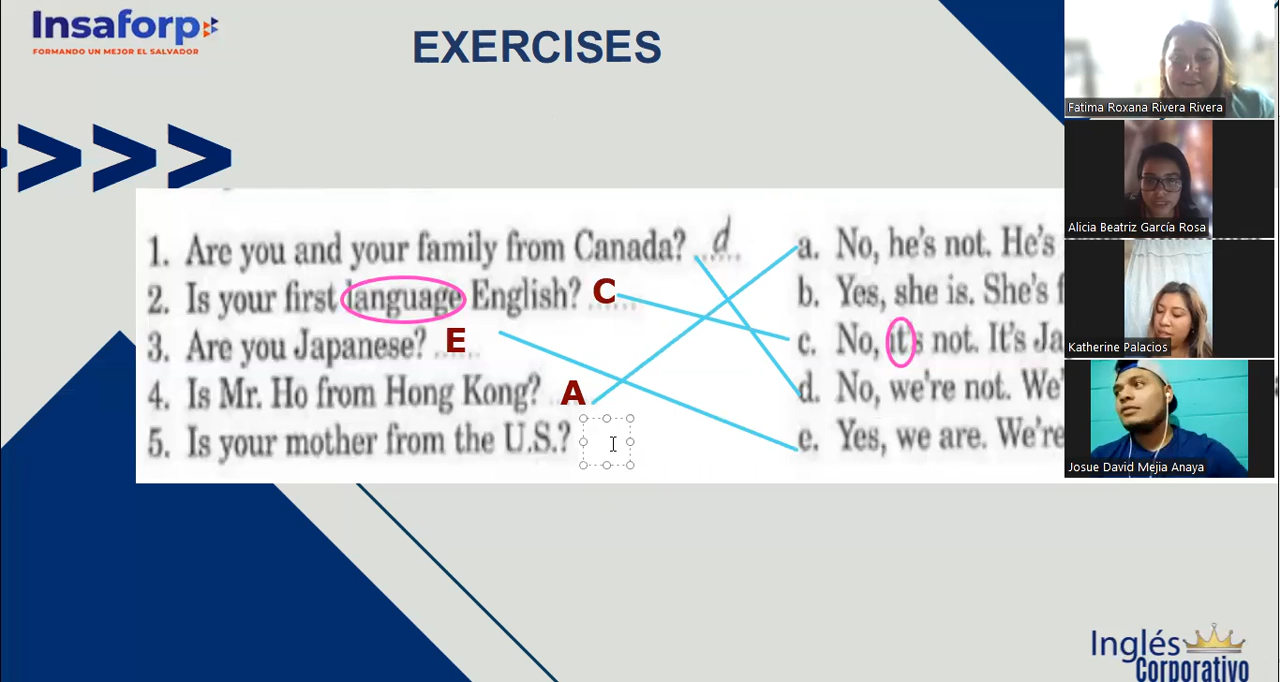 Insaforp
FORMANDO UN MEJOR EL SALVADOR
EXERCISES
1. Are you and your family from Canada? d
2. Is your first language English? C
3. Are you Japanese? E
4. Is Mr. Ho from Hong Kong? A
5. Is your mother from the U.S.?
a. No, he's not. He's
b. Yes, she is. She's
c. No, it's not. It's Ja
d. No, we're not. We'
e. Yes, we are. We're
Fatima Roxana Rivera Rivera
Alicia Beatriz García Rosa
Katherine Palacios
Josue David Mejia Anaya
Inglés
Corporativo